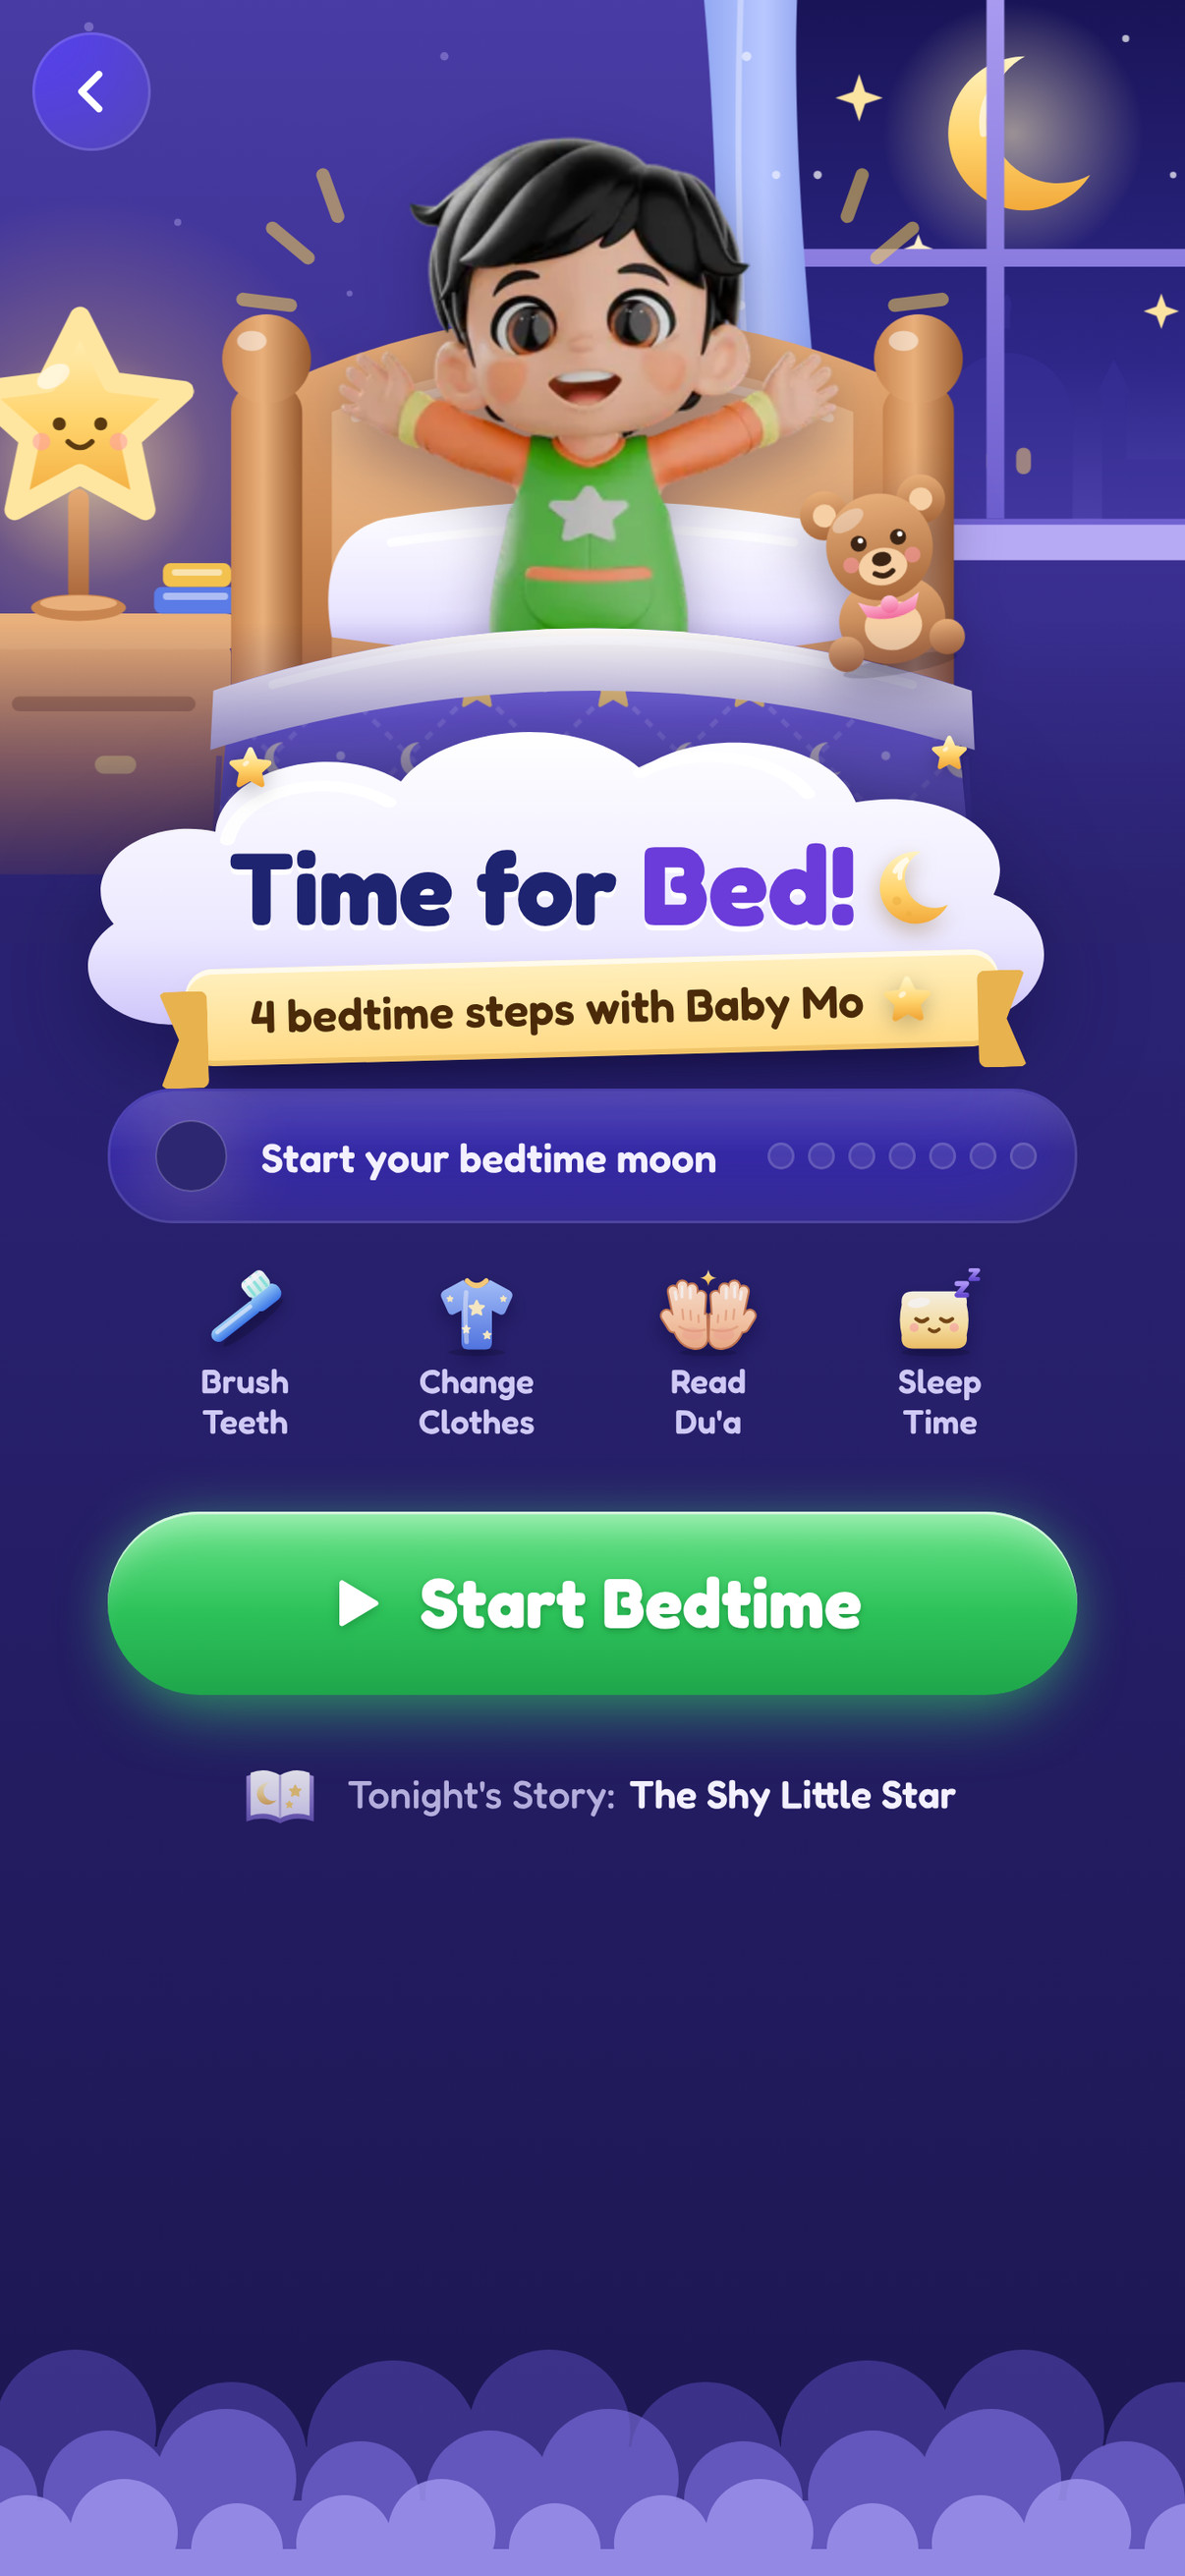 Time for Bed!
4 bedtime steps with Baby Mo
Start your bedtime moon
Brush
Teeth
Change
Clothes
Read
Du'a
Sleep
Time
Start Bedtime
Tonight's Story: The Shy Little Star